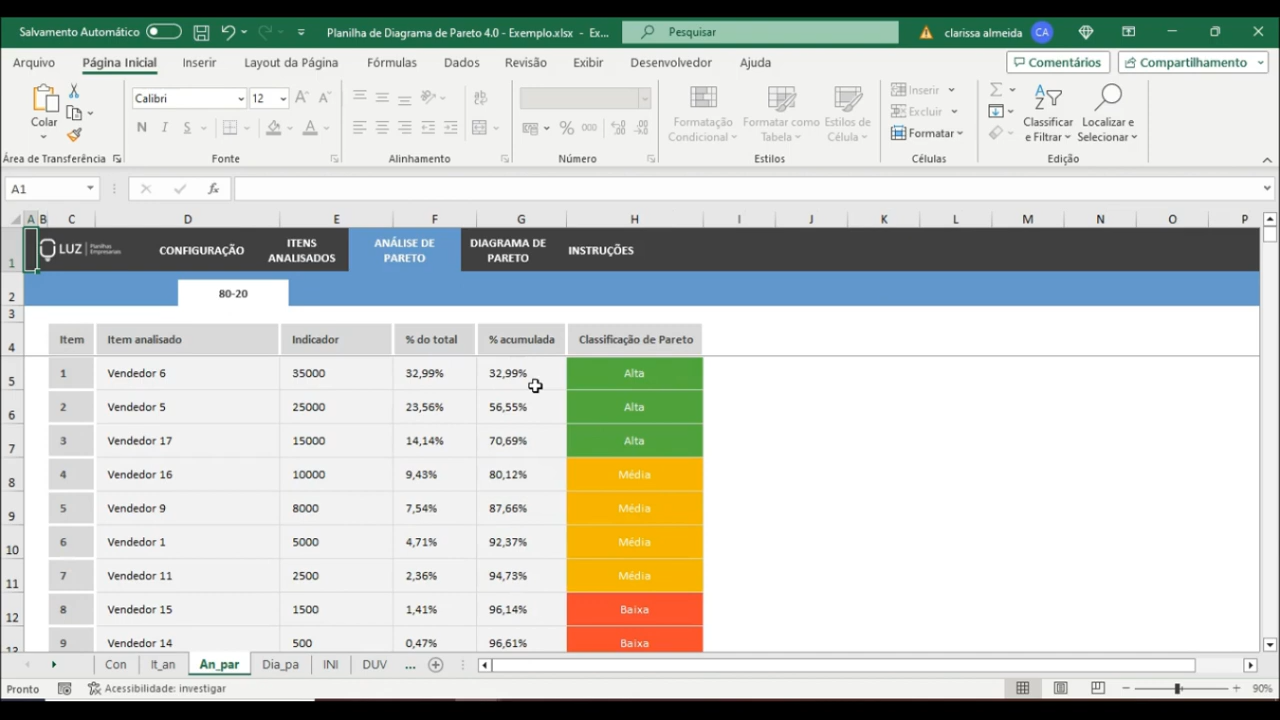 Salvamento Automático
Planilha de Diagrama de Pareto 4.0 - Exemplo.xlsx - Ex...
Pesquisar
clarissa almeida
CA
Arquivo
Página Inicial
Inserir
Layout da Página
Fórmulas
Dados
Revisão
Exibir
Desenvolvedor
Ajuda
Comentários
Compartilhamento
Calibri
12
Inserir
Colar
N I S
Excluir
Formatação Condicional
Formatar como Tabela
Estilos de Célula
Formatar
Classificar e Filtrar
Localizar e Selecionar
Área de Transferência
Fonte
Alinhamento
Número
Estilos
Células
Edição
A1
fx
A B C D E F G H I J K L M N O P
1
LUZ Planilhas Empresariais
CONFIGURAÇÃO
ITENS ANALISADOS
ANÁLISE DE PARETO
DIAGRAMA DE PARETO
INSTRUÇÕES
2
80-20
3
4 Item Item analisado Indicador % do total % acumulada Classificação de Pareto
5 1 Vendedor 6 35000 32,99% 32,99% Alta
6 2 Vendedor 5 25000 23,56% 56,55% Alta
7 3 Vendedor 17 15000 14,14% 70,69% Alta
8 4 Vendedor 16 10000 9,43% 80,12% Média
9 5 Vendedor 9 8000 7,54% 87,66% Média
10 6 Vendedor 1 5000 4,71% 92,37% Média
11 7 Vendedor 11 2500 2,36% 94,73% Média
12 8 Vendedor 15 1500 1,41% 96,14% Baixa
13 9 Vendedor 14 500 0,47% 96,61% Baixa
Con It_an An_par Dia_pa INI DUV ...
Pronto
Acessibilidade: investigar
90%